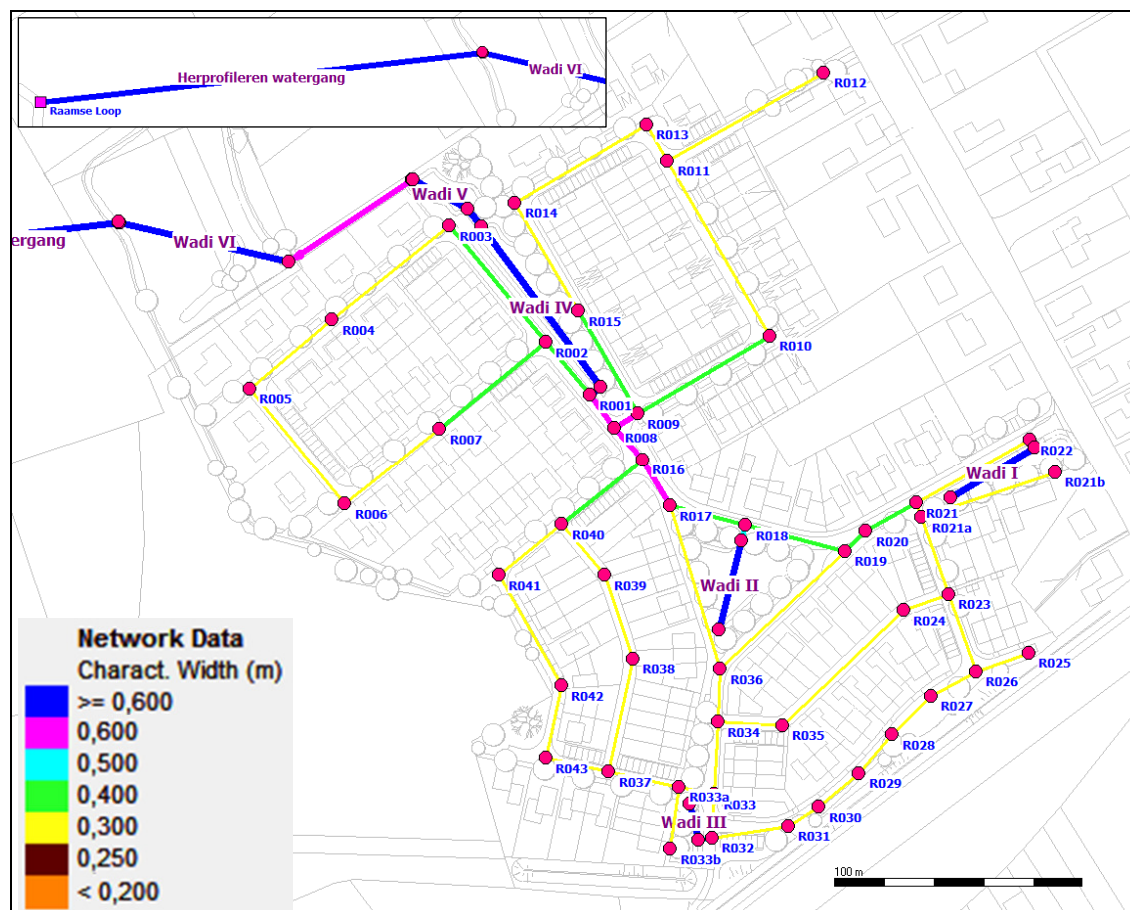 Herprofileren watergang
Wadi VI
Raamse Loop
R012
R013
R011
Wadi V
R014
ergang
Wadi VI
R003
Wadi IV
R015
R004
R002
R010
R005
R001
R009
R008
R007
R016
R022
Wadi I
R021b
R006
R017
R021
R021a
R018
R020
R040
R019
R041
R039
Wadi II
R023
R024
R038
R036
R025
R026
R042
R027
R034
R035
R028
R043
R037
R029
R033a
R033
R030
Wadi III
R031
R032
R033b
100 m
Network Data
Charact. Width (m)
>= 0,600
0,600
0,500
0,400
0,300
0,250
< 0,200